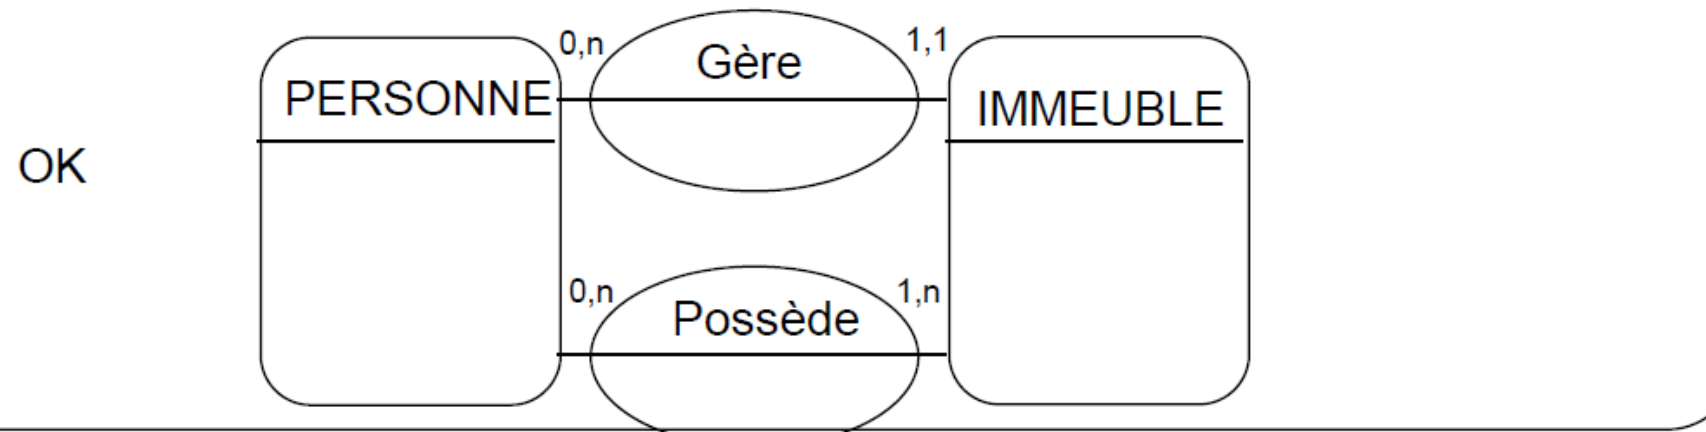 0,n
Gère
1,1
PERSONNE
IMMEUBLE
OK
0,n
Possède
1,n